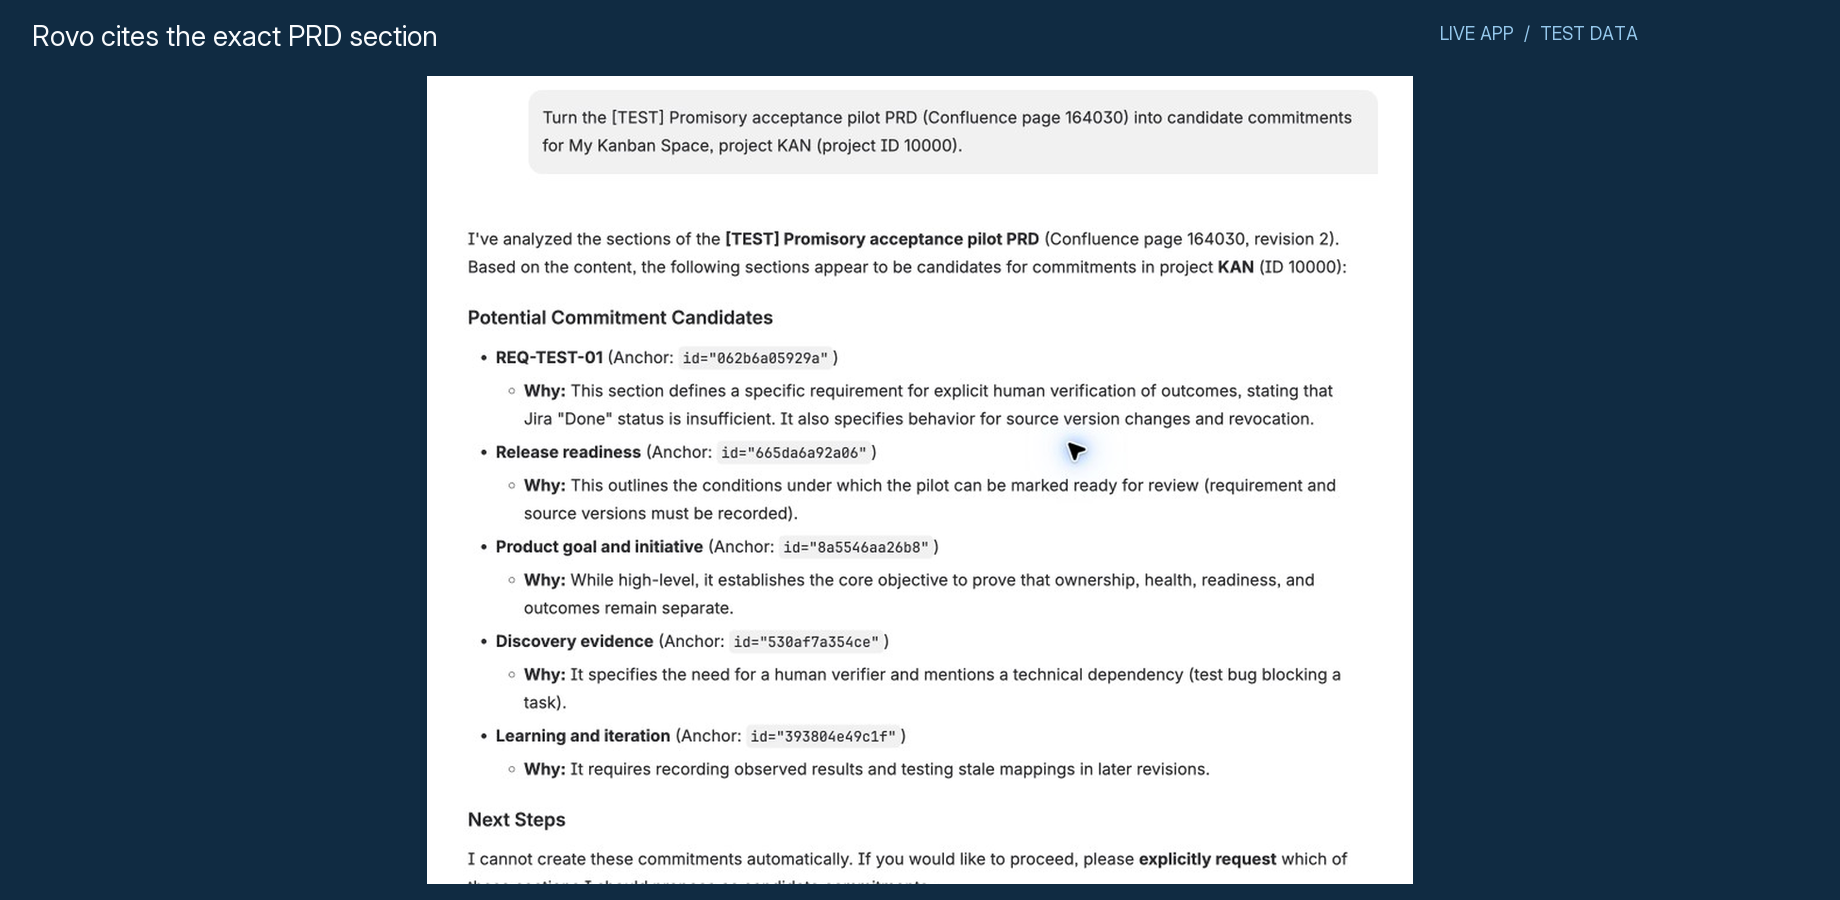 Rovo cites the exact PRD section
LIVE APP / TEST DATA
Turn the [TEST] Promisory acceptance pilot PRD (Confluence page 164030) into candidate commitments
for My Kanban Space, project KAN (project ID 10000).
I've analyzed the sections of the [TEST] Promisory acceptance pilot PRD (Confluence page 164030, revision 2).
Based on the content, the following sections appear to be candidates for commitments in project KAN (ID 10000):
Potential Commitment Candidates
• REQ-TEST-01 (Anchor: id="062b6a05929a")
◦ Why: This section defines a specific requirement for explicit human verification of outcomes, stating that
Jira "Done" status is insufficient. It also specifies behavior for source version changes and revocation.
• Release readiness (Anchor: id="665da6a92a06")
◦ Why: This outlines the conditions under which the pilot can be marked ready for review (requirement and
source versions must be recorded).
• Product goal and initiative (Anchor: id="8a5546aa26b8")
◦ Why: While high-level, it establishes the core objective to prove that ownership, health, readiness, and
outcomes remain separate.
• Discovery evidence (Anchor: id="530af7a354ce")
◦ Why: It specifies the need for a human verifier and mentions a technical dependency (test bug blocking a
task).
• Learning and iteration (Anchor: id="393804e49c1f")
◦ Why: It requires recording observed results and testing stale mappings in later revisions.
Next Steps
I cannot create these commitments automatically. If you would like to proceed, please explicitly request which of